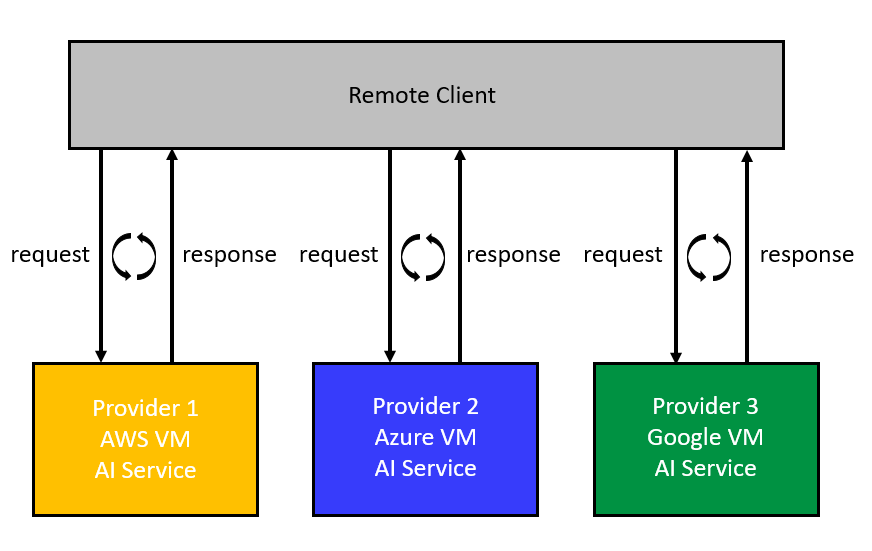 Remote Client
request
response
request
response
request
response
Provider 1
AWS VM
AI Service
Provider 2
Azure VM
AI Service
Provider 3
Google VM
AI Service